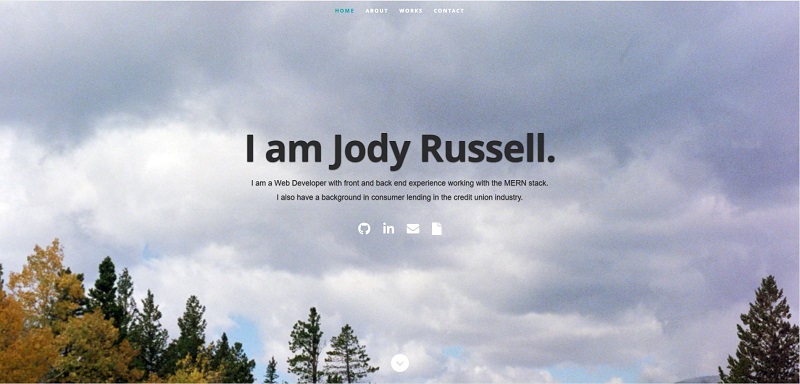 HOME ABOUT WORKS CONTACT
I am Jody Russell.
I am a Web Developer with front and back end experience working with the MERN stack.
I also have a background in consumer lending in the credit union industry.
in